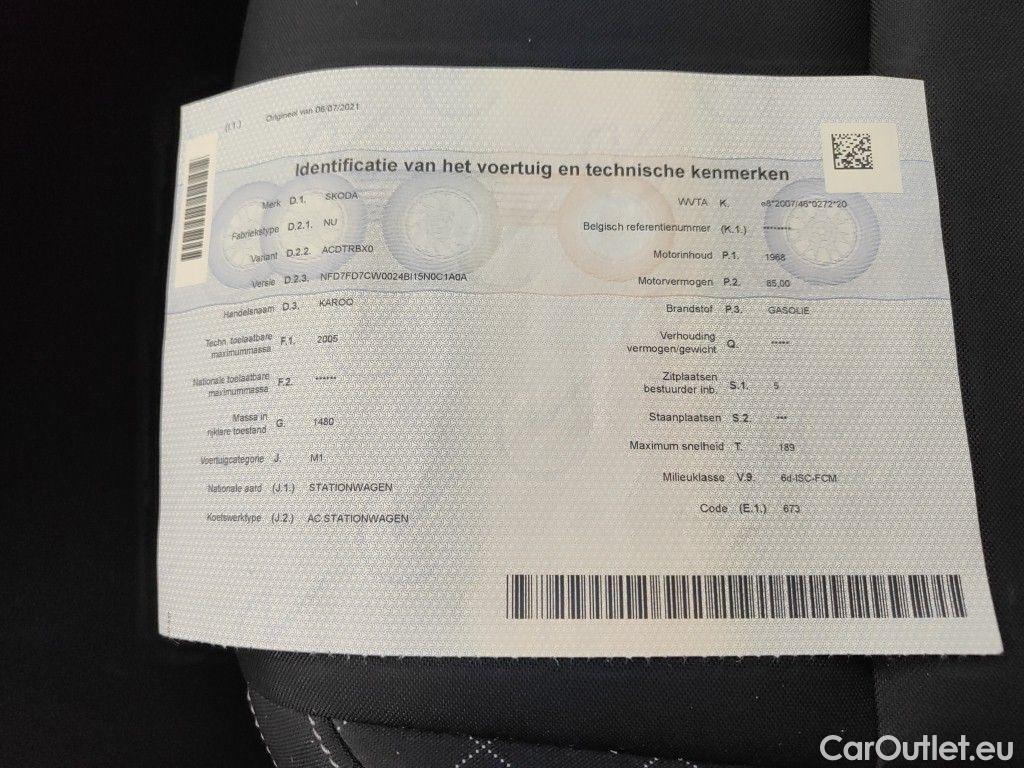 (I.1.) Origineel van 06/07/2021
Identificatie van het voertuig en technische kenmerken
Merk D.1. SKODA
Fabriekstype D.2.1. NU
Variant D.2.2. ACDTRBX0
Versie D.2.3. NFD7FD7CW0024BI15N0C1A0A
Handelsnaam D.3. KAROQ
Techn. toelaatbare
maximummassa F.1. 2005
Nationale toelaatbare
maximummassa F.2. ******
Massa in
rijklare toestand G. 1480
Voertuigcategorie J. M1
Nationale aard (J.1.) STATIONWAGEN
Koetswerktype (J.2.) AC STATIONWAGEN
WVTA K. e8*2007/46*0272*20
Belgisch referentienummer (K.1.) ********
Motorinhoud P.1. 1968
Motorvermogen P.2. 85,00
Brandstof P.3. GASOLIE
Verhouding
vermogen/gewicht Q. *****
Zitplaatsen
bestuurder inb. S.1. 5
Staanplaatsen S.2. ***
Maximum snelheid T. 189
Milieuklasse V.9. 6d-ISC-FCM
Code (E.1.) 673
CarOutlet.eu